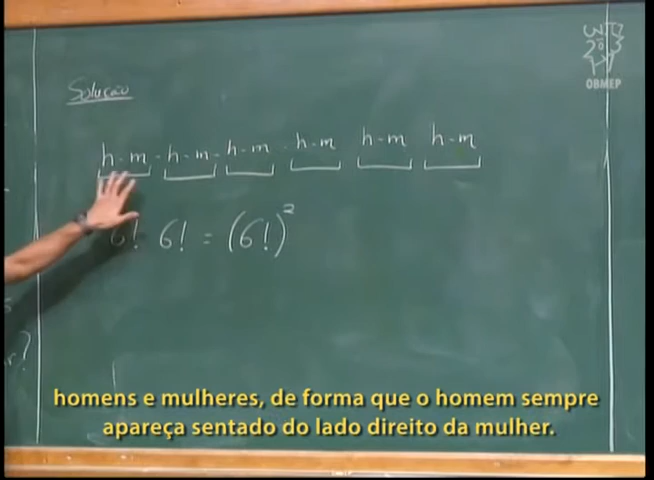 OBMEP
Solução
h - m - h - m - h - m - h - m h - m h - m
6! 6! = (6!)²
r?
homens e mulheres, de forma que o homem sempre
apareça sentado do lado direito da mulher.